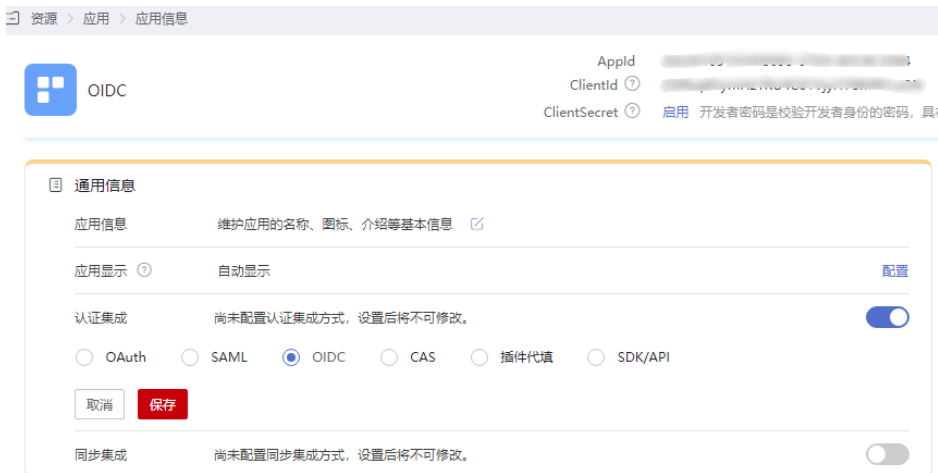 资源 > 应用 > 应用信息
AppId
OIDC
ClientId ?
ClientSecret ? 启用 开发者密码是校验开发者身份的密码，具
通用信息
应用信息 维护应用的名称、图标、介绍等基本信息
应用显示 ? 自动显示 配置
认证集成 尚未配置认证集成方式，设置后将不可修改。
OAuth SAML OIDC CAS 插件代填 SDK/API
取消 保存
同步集成 尚未配置同步集成方式，设置后将不可修改。